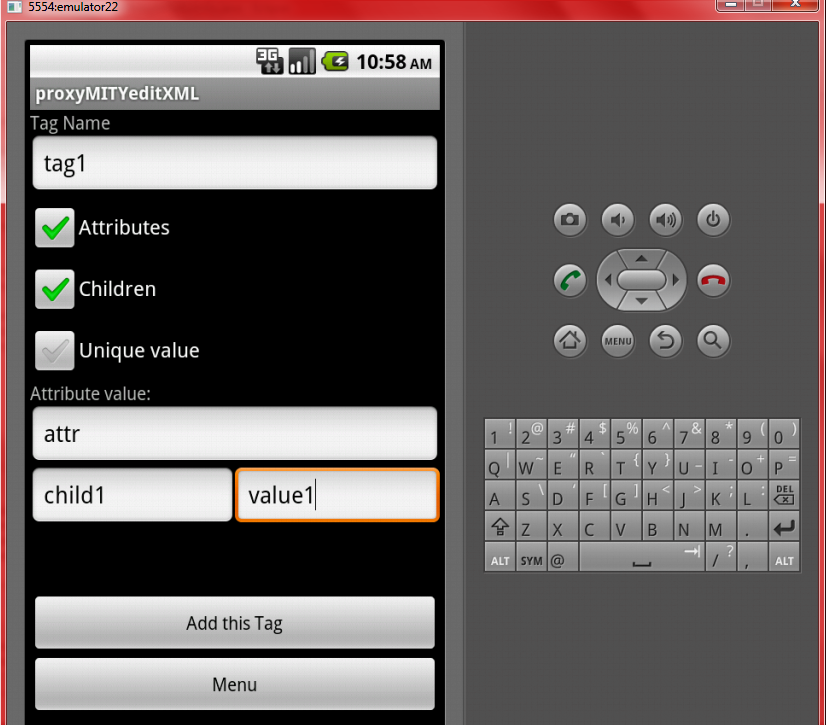 5554:emulator22
3G 10:58 AM
proxyMITYeditXML
Tag Name
tag1
Attributes
Children
Unique value
Attribute value:
attr
child1 value1
Add this Tag
Menu
MENU
1 ! 2 @ 3 # 4 $ 5 % 6 ^ 7 & 8 * 9 ( 0 )
Q | W ~ E " R ` T { Y } U _ I - O + P =
A S \ D ' F [ G ] H < J > K ; L : DEL
Z X C V B N M .
ALT SYM @ / ? , ALT